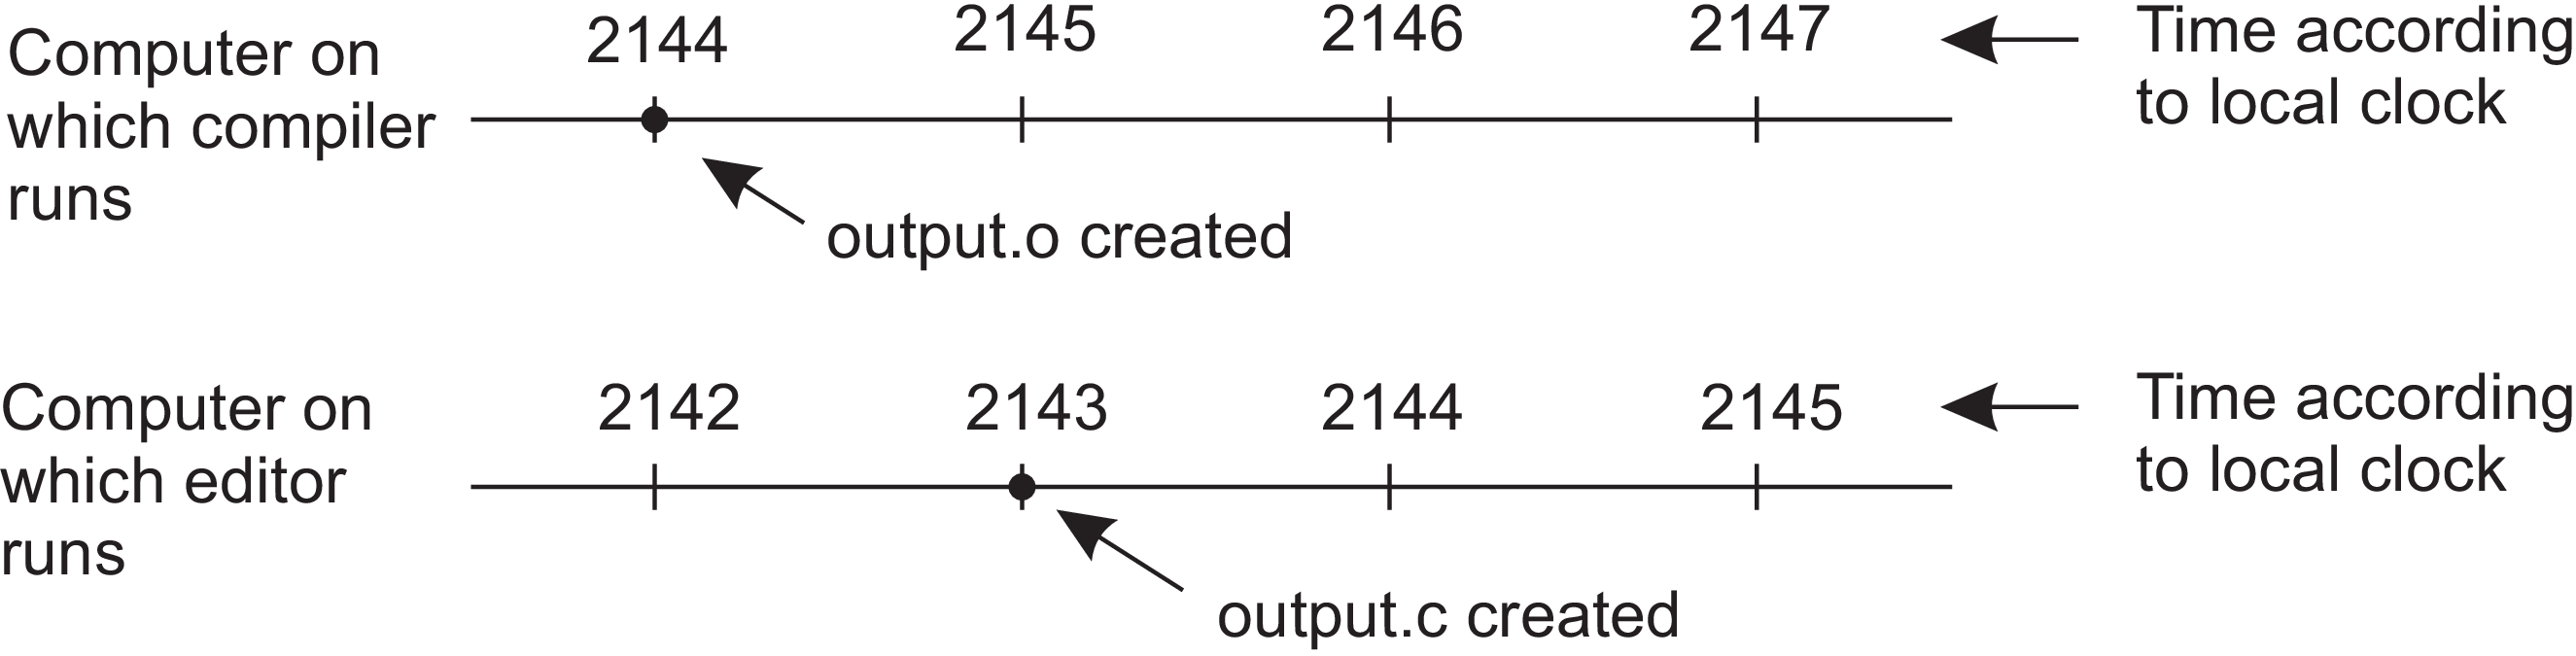 Computer on
which compiler
runs
2144 2145 2146 2147
Time according
to local clock
output.o created
Computer on
which editor
runs
2142 2143 2144 2145
Time according
to local clock
output.c created